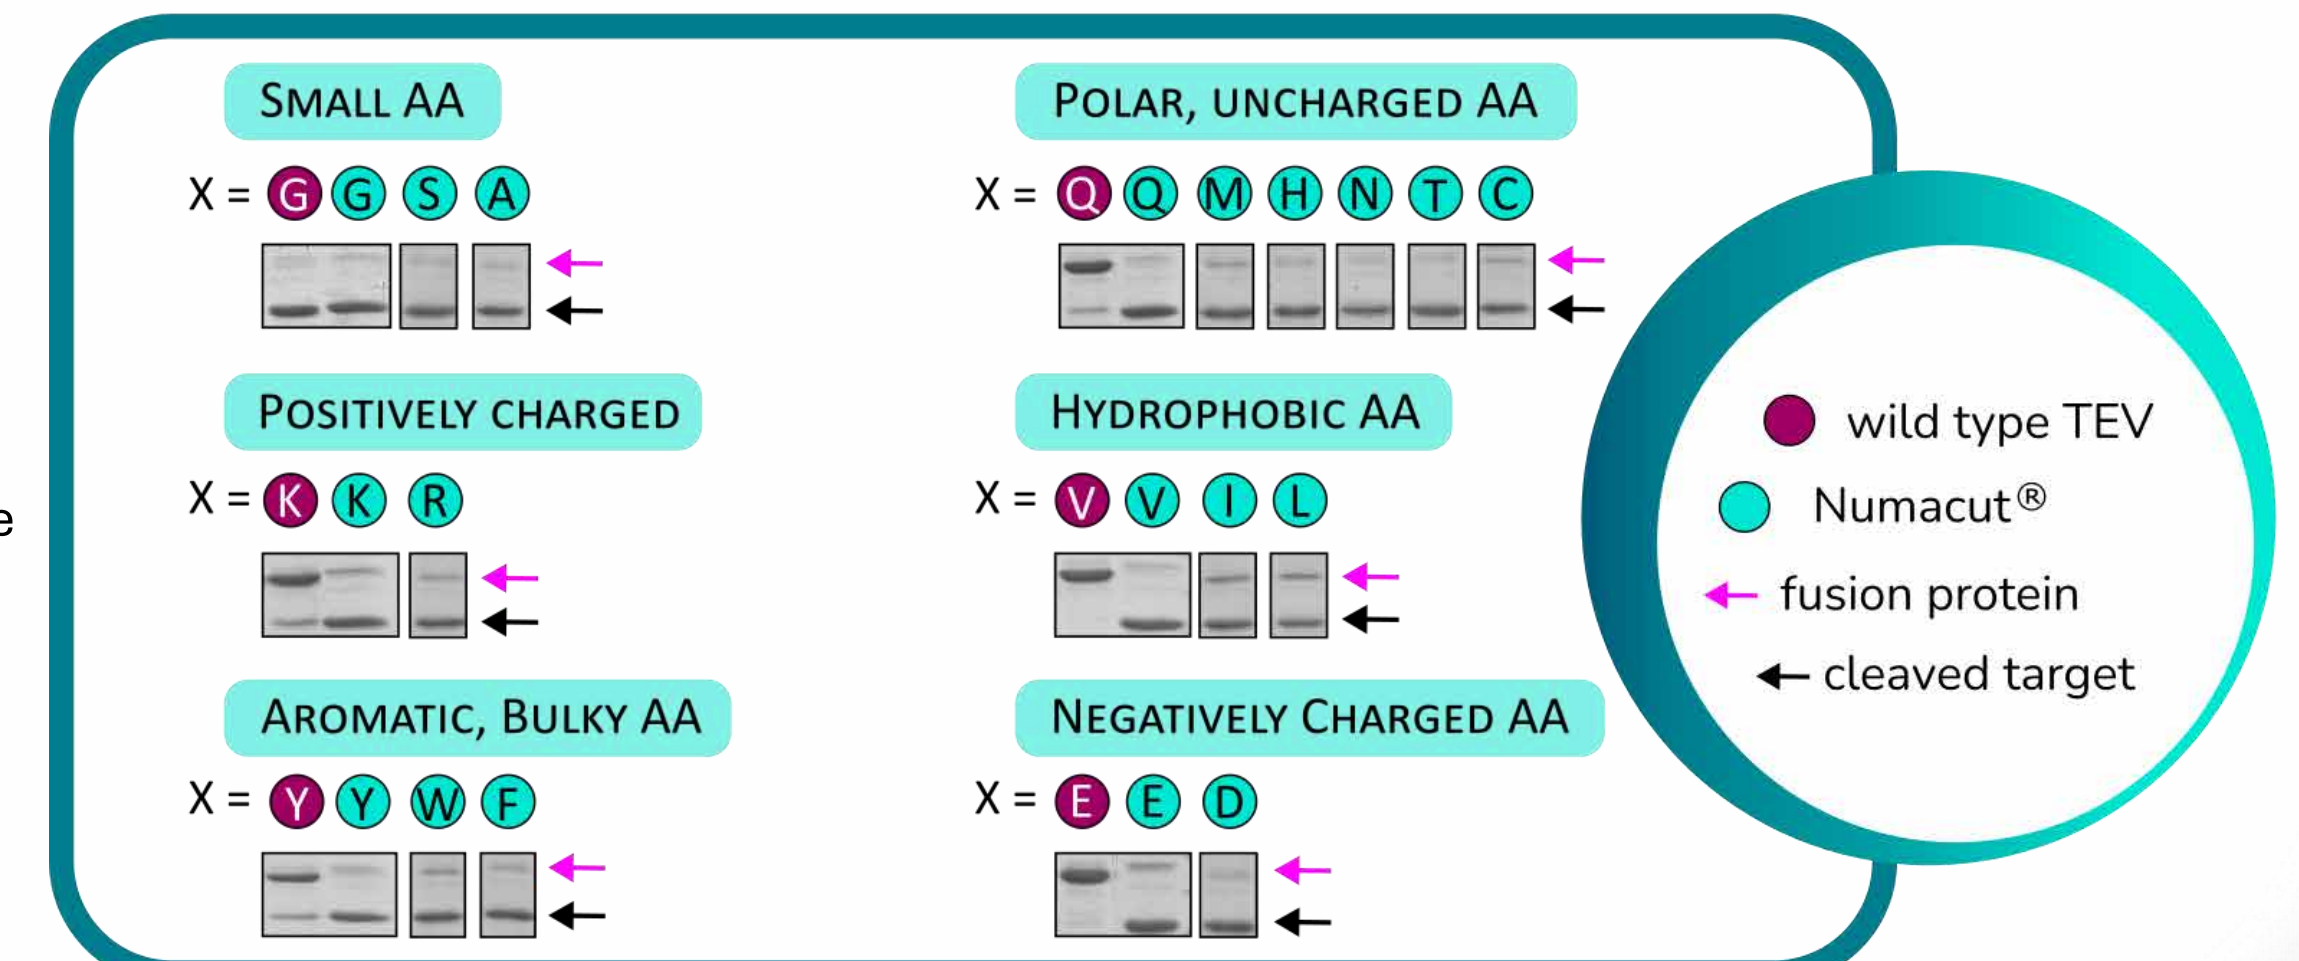 SMALL AA
X = G G S A
POLAR, UNCHARGED AA
X = Q Q M H N T C
POSITIVELY CHARGED
X = K K R
HYDROPHOBIC AA
X = V V I L
AROMATIC, BULKY AA
X = Y Y W F
NEGATIVELY CHARGED AA
X = E E D
wild type TEV
Numacut®
fusion protein
cleaved target
e